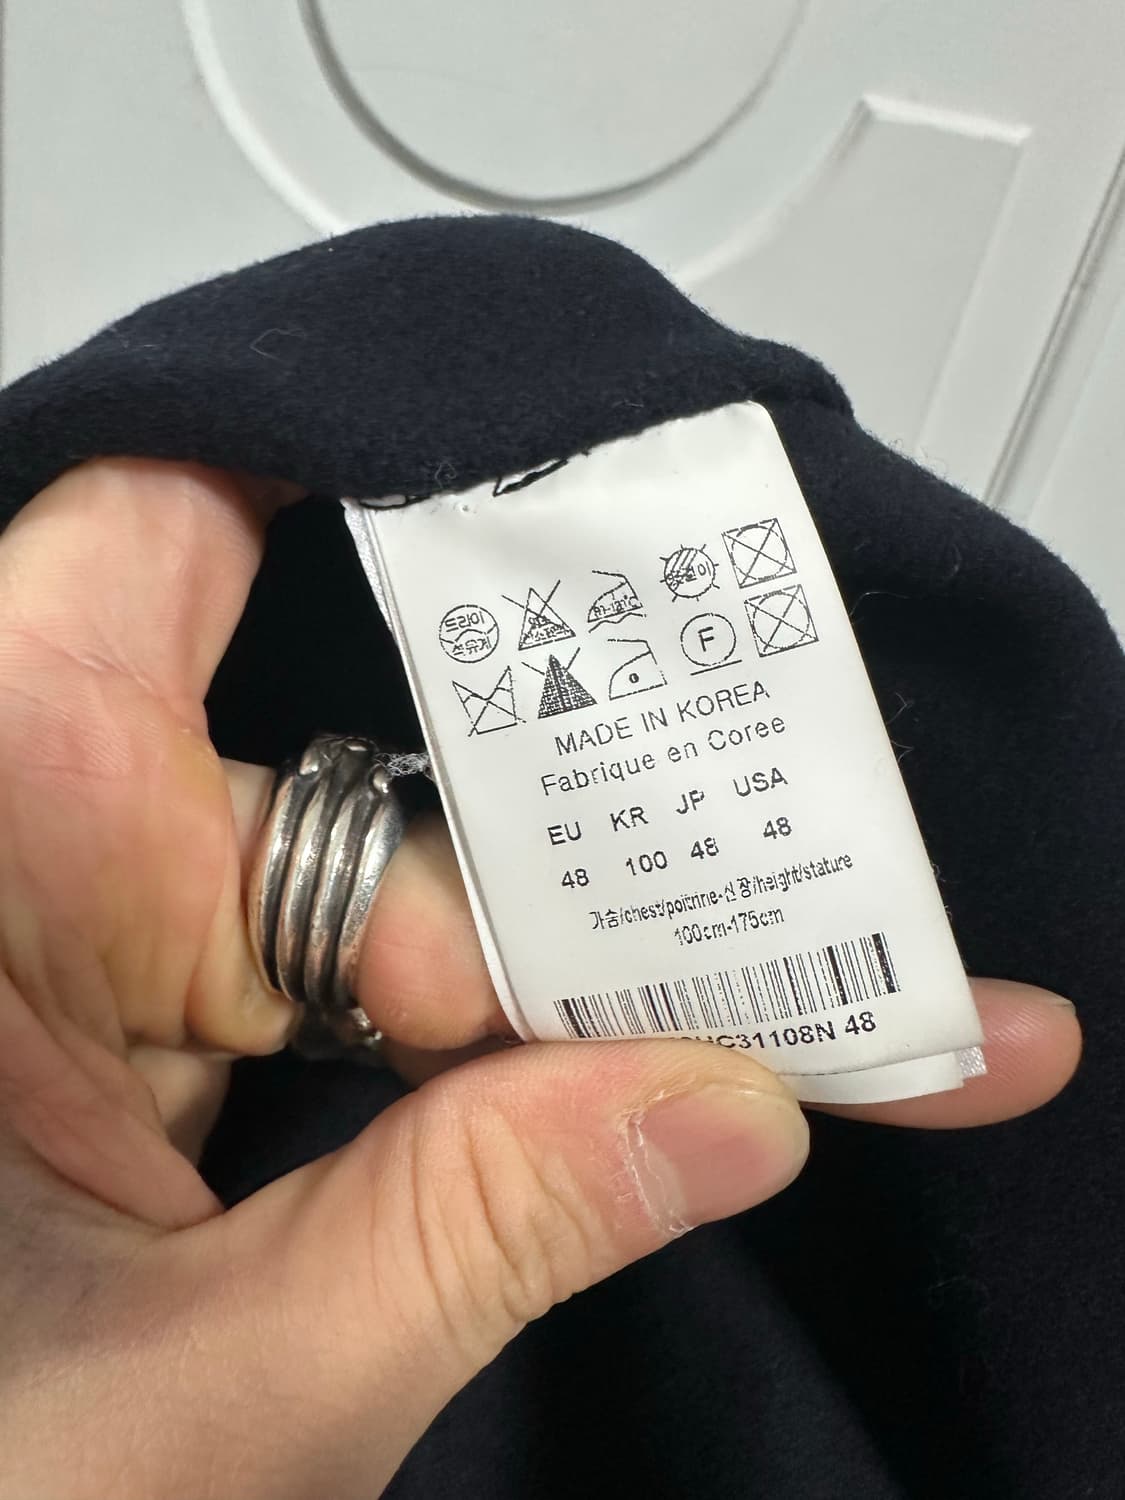 드라이
석유계
F
MADE IN KOREA
Fabrique en Coree
EU KR JP USA
48 100 48 48
가슴/chest/poitrine-신장/height/stature
100cm-175cm
C31108N 48